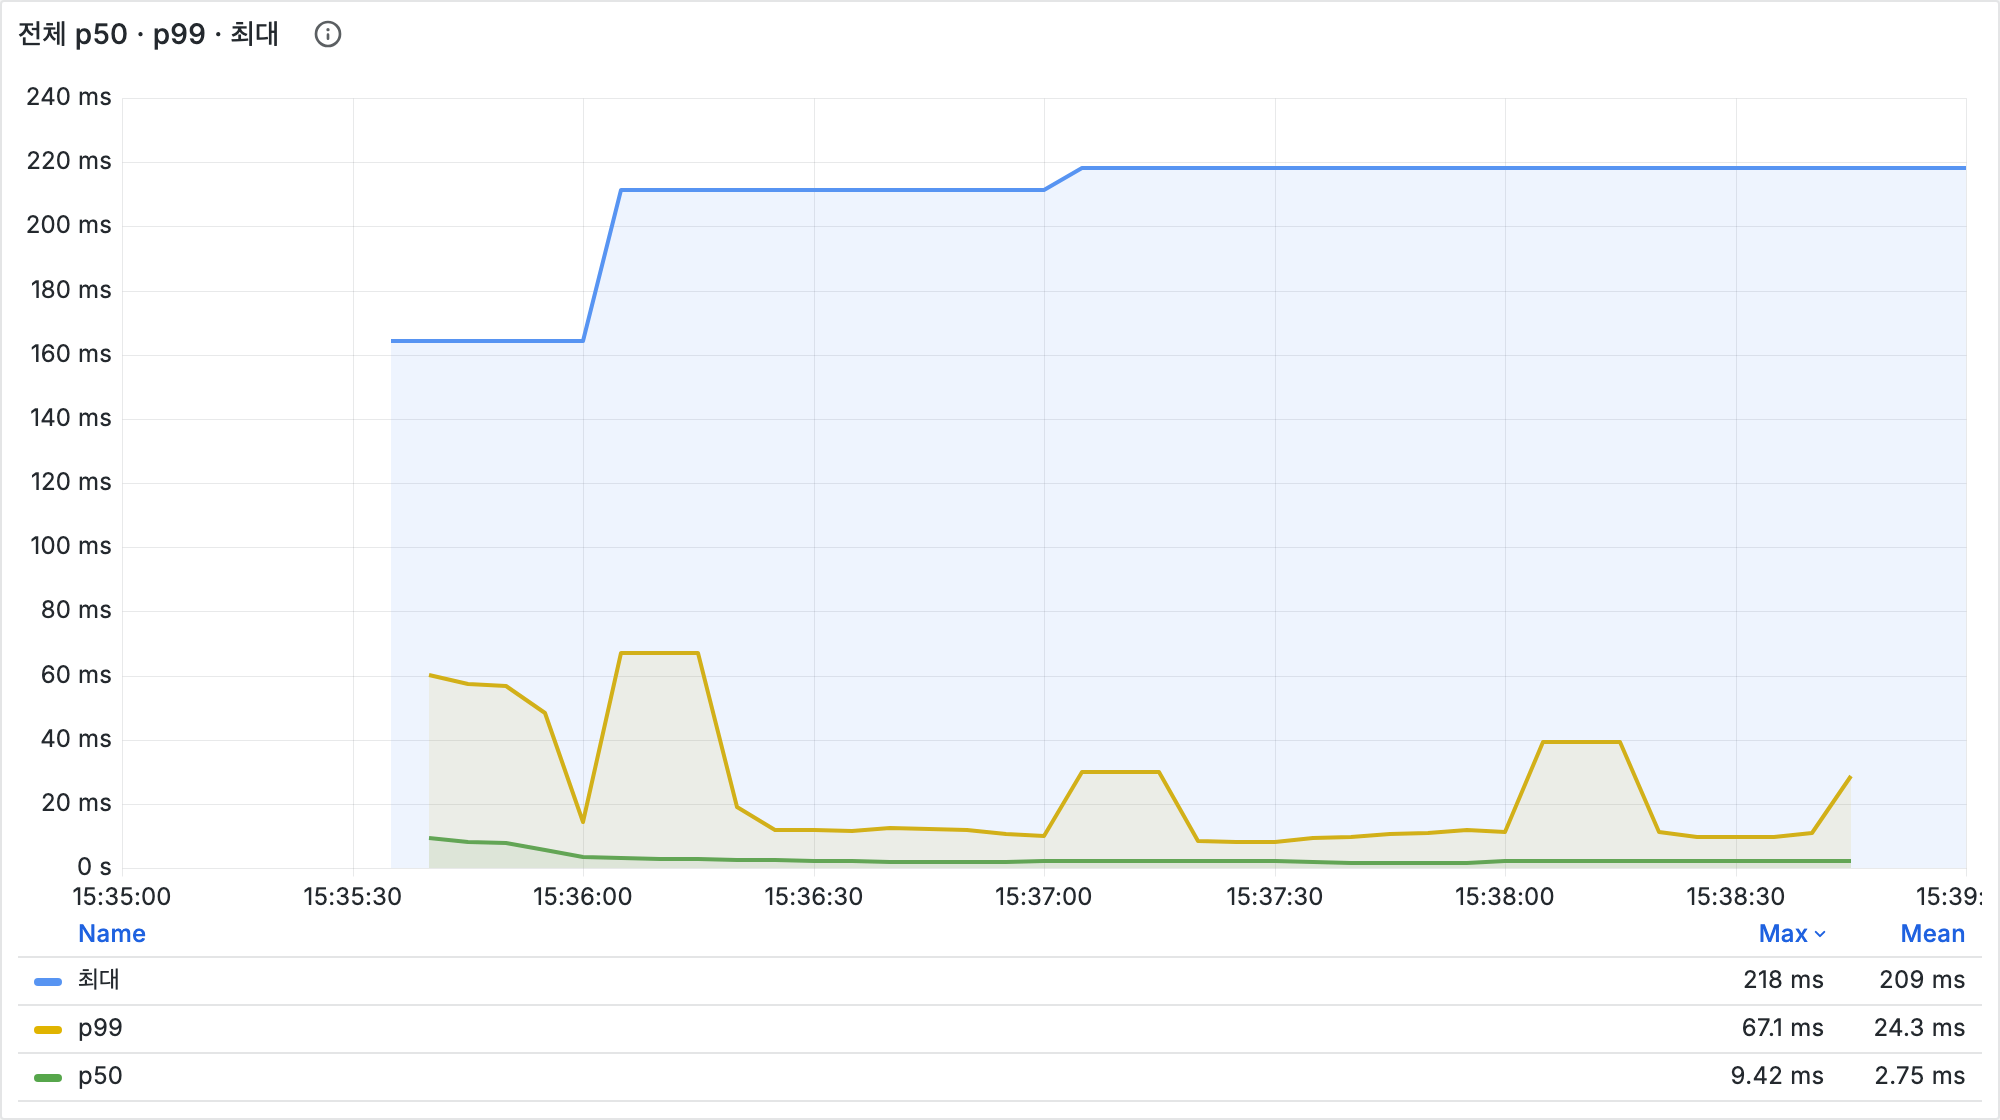 전체 p50 · p99 · 최대
240 ms
220 ms
200 ms
180 ms
160 ms
140 ms
120 ms
100 ms
80 ms
60 ms
40 ms
20 ms
0 s
15:35:00 15:35:30 15:36:00 15:36:30 15:37:00 15:37:30 15:38:00 15:38:30 15:39:
Name Max Mean
최대 218 ms 209 ms
p99 67.1 ms 24.3 ms
p50 9.42 ms 2.75 ms